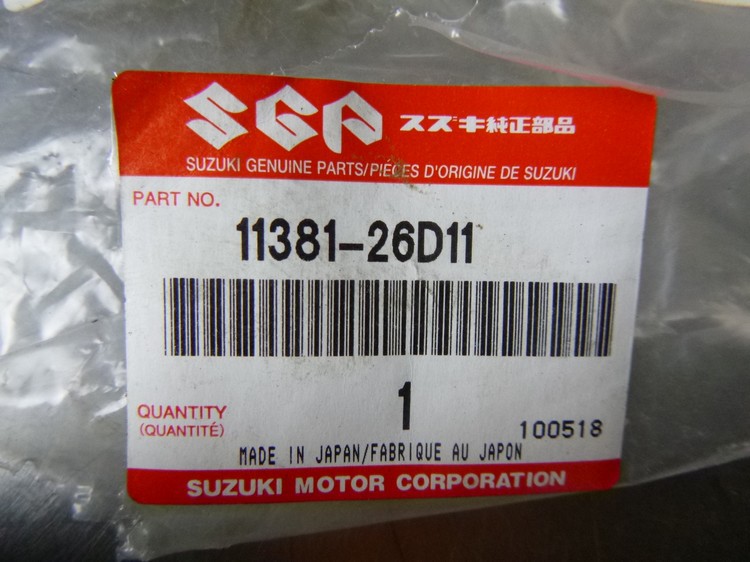 SGP スズキ純正部品
SUZUKI GENUINE PARTS/PIÈCES D'ORIGINE DE SUZUKI
PART NO.
11381-26D11
1
QUANTITY
(QUANTITÉ)
100518
MADE IN JAPAN/FABRIQUE AU JAPON
SUZUKI MOTOR CORPORATION